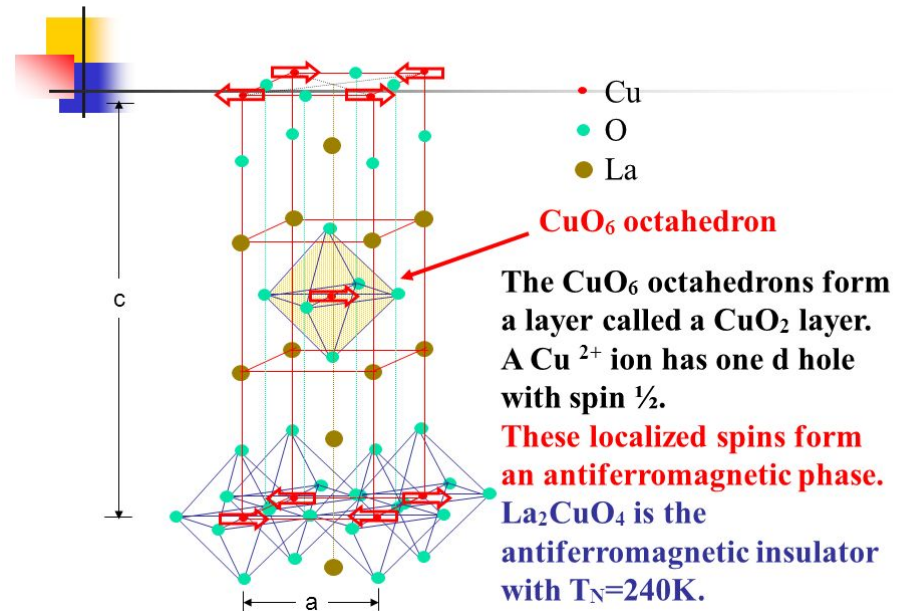 Cu
O
La
CuO₆ octahedron
c
The CuO₆ octahedrons form
a layer called a CuO₂ layer.
A Cu ²⁺ ion has one d hole
with spin ½.
These localized spins form
an antiferromagnetic phase.
La₂CuO₄ is the
antiferromagnetic insulator
with T_N=240K.
a